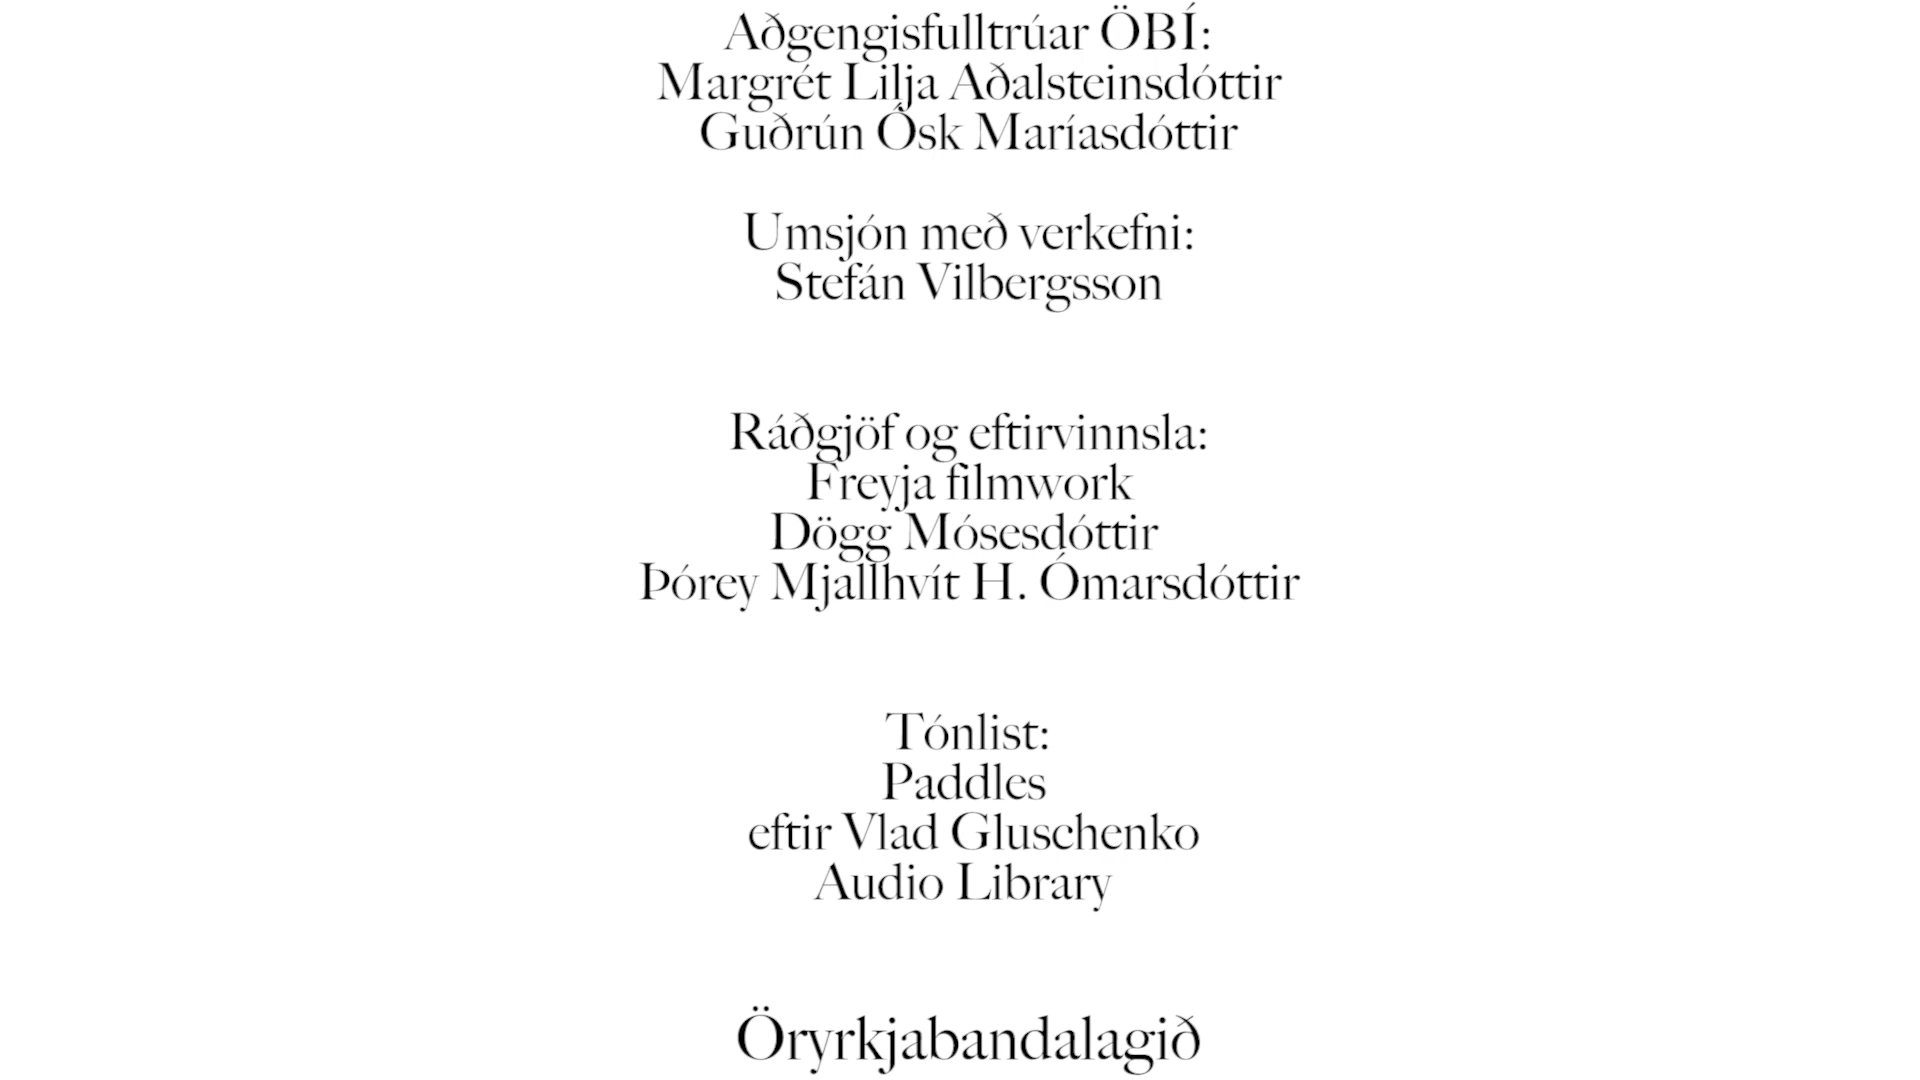 Aðgengisfulltrúar ÖBÍ:
Margrét Lilja Aðalsteinsdóttir
Guðrún Ósk Maríasdóttir
Umsjón með verkefni:
Stefán Vilbergsson
Ráðgjöf og eftirvinnsla:
Freyja filmwork
Dögg Mósesdóttir
Þórey Mjallhvít H. Ómarsdóttir
Tónlist:
Paddles
eftir Vlad Gluschenko
Audio Library
Öryrkjabandalagið